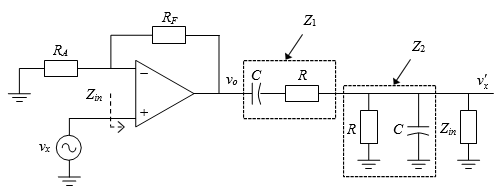 Z1
RF
RA
Z2
vo
C
R
v'x
Zin
−
+
R
C
Zin
vx